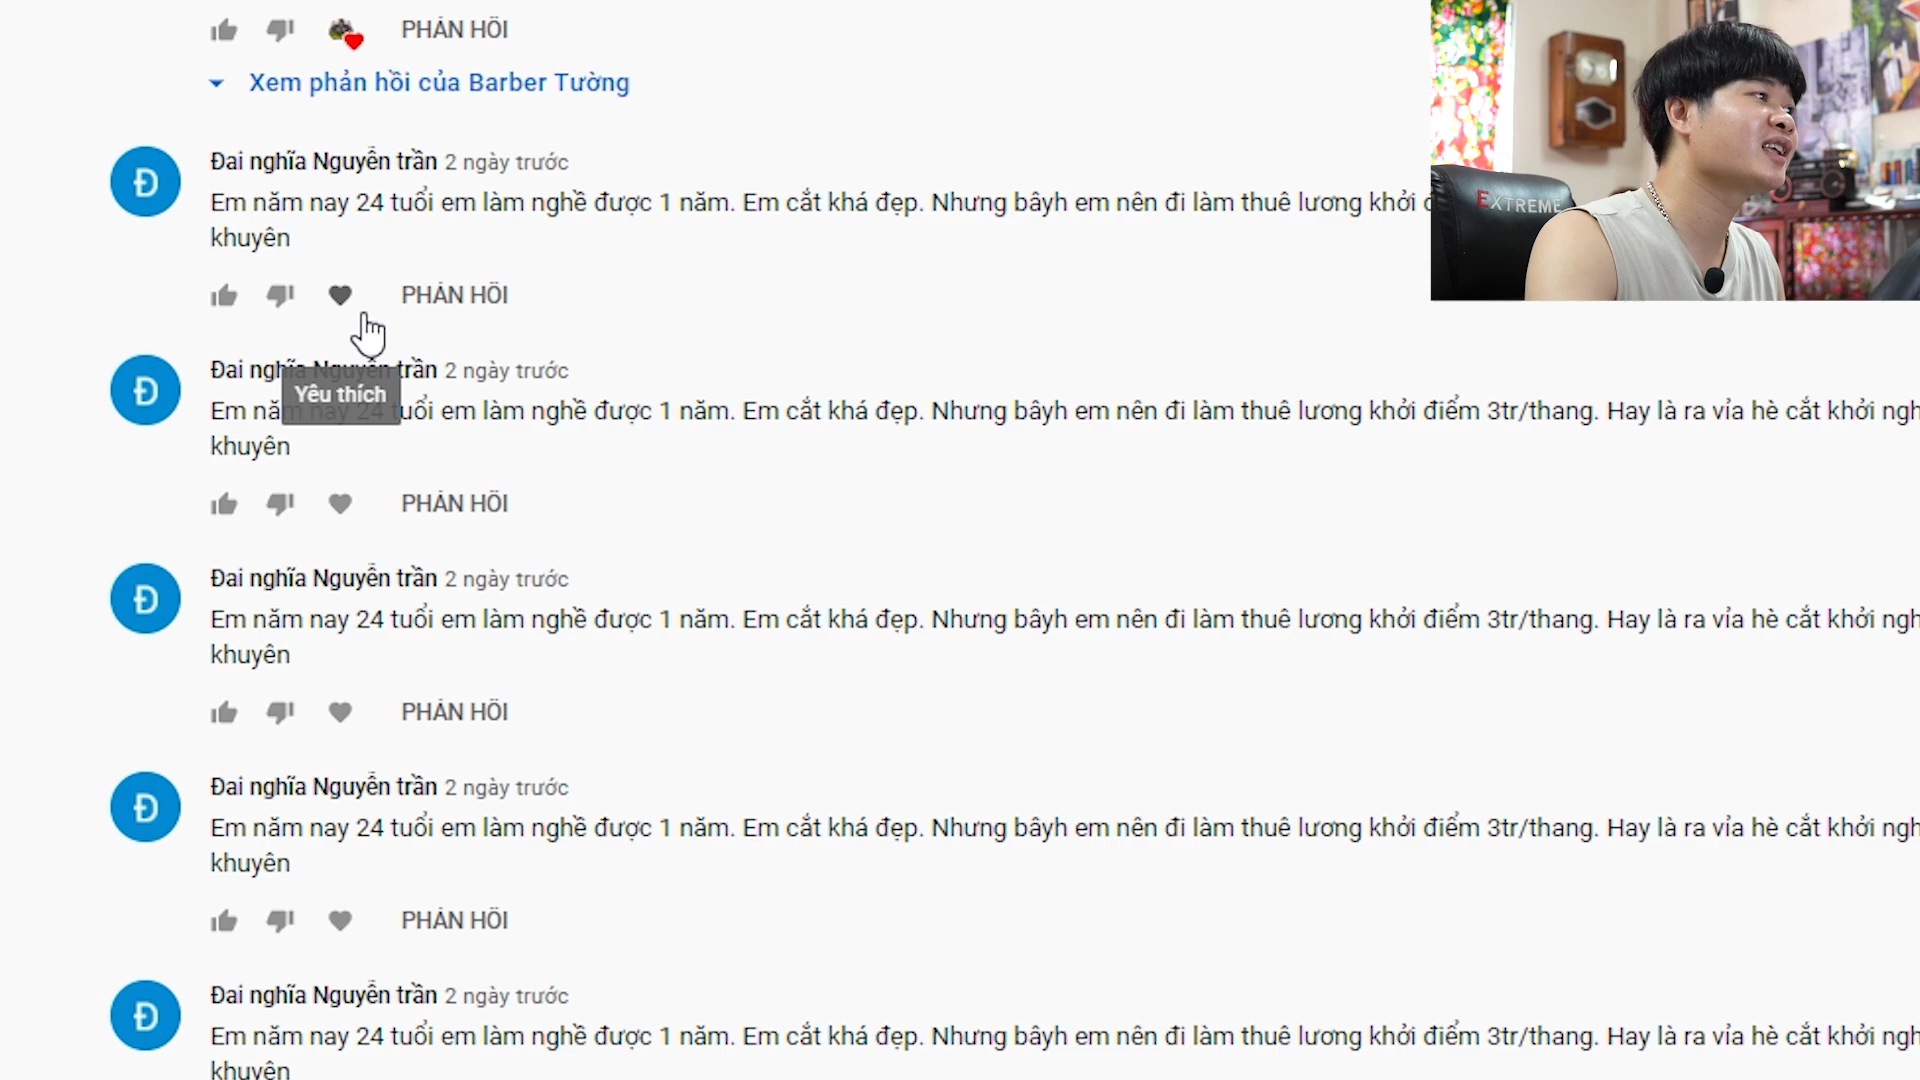 PHẢN HỒI
Xem phản hồi của Barber Tường
Đ
Đai nghĩa Nguyễn trần 2 ngày trước
Em năm nay 24 tuổi em làm nghề được 1 năm. Em cắt khá đẹp. Nhưng bâyh em nên đi làm thuê lương khởi
khuyên
PHẢN HỒI
EXTREME
Đ
Đai nghĩa Nguyễn trần 2 ngày trước
Yêu thích
Em năm nay 24 tuổi em làm nghề được 1 năm. Em cắt khá đẹp. Nhưng bâyh em nên đi làm thuê lương khởi điểm 3tr/thang. Hay là ra vỉa hè cắt khởi ngh
khuyên
PHẢN HỒI
Đ
Đai nghĩa Nguyễn trần 2 ngày trước
Em năm nay 24 tuổi em làm nghề được 1 năm. Em cắt khá đẹp. Nhưng bâyh em nên đi làm thuê lương khởi điểm 3tr/thang. Hay là ra vỉa hè cắt khởi ngh
khuyên
PHẢN HỒI
Đ
Đai nghĩa Nguyễn trần 2 ngày trước
Em năm nay 24 tuổi em làm nghề được 1 năm. Em cắt khá đẹp. Nhưng bâyh em nên đi làm thuê lương khởi điểm 3tr/thang. Hay là ra vỉa hè cắt khởi ngh
khuyên
PHẢN HỒI
Đ
Đai nghĩa Nguyễn trần 2 ngày trước
Em năm nay 24 tuổi em làm nghề được 1 năm. Em cắt khá đẹp. Nhưng bâyh em nên đi làm thuê lương khởi điểm 3tr/thang. Hay là ra vỉa hè cắt khởi ngh
khuyên